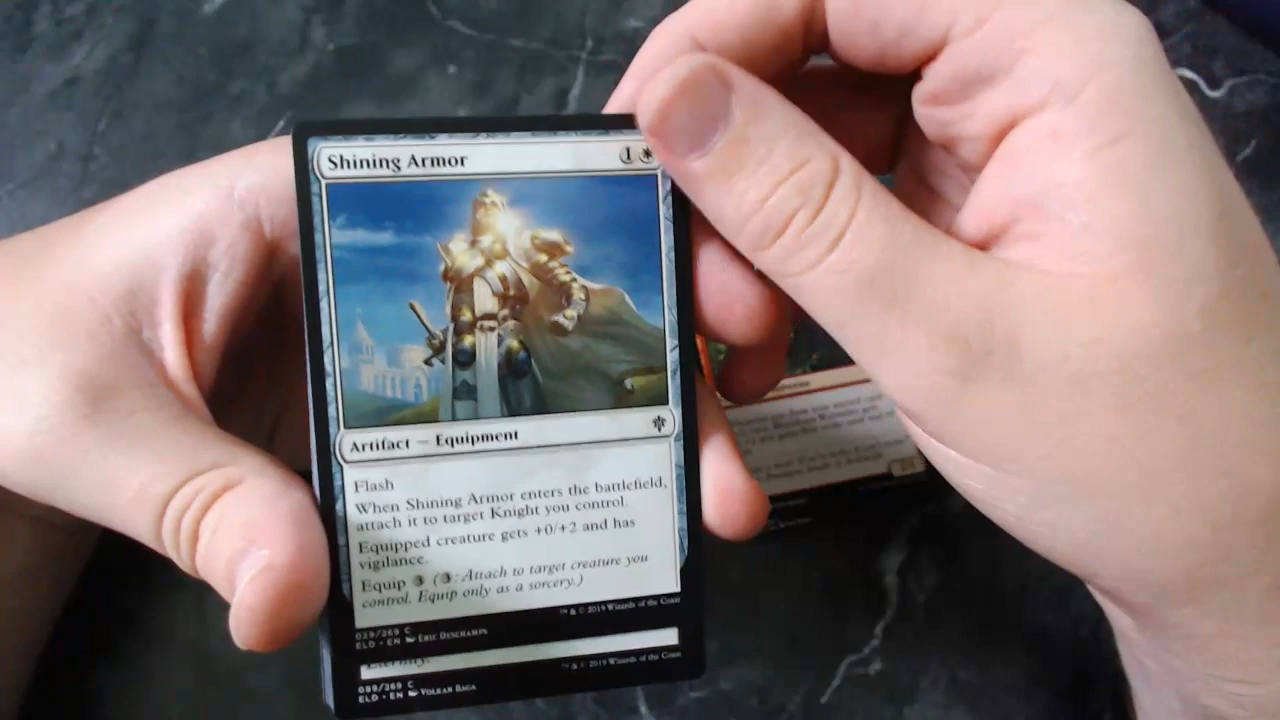 Shining Armor 1
Artifact — Equipment
Flash
When Shining Armor enters the battlefield,
attach it to target Knight you control.
Equipped creature gets +0/+2 and has
vigilance.
Equip 3 (3: Attach to target creature you
control. Equip only as a sorcery.)
029/269 C
ELD • EN ERIC DESCHAMPS
™ & © 2019 Wizards of the Coast
Eternity.
089/269 C
ELD • EN VOLKAN BAGA
™ & © 2019 Wizards of the Coast